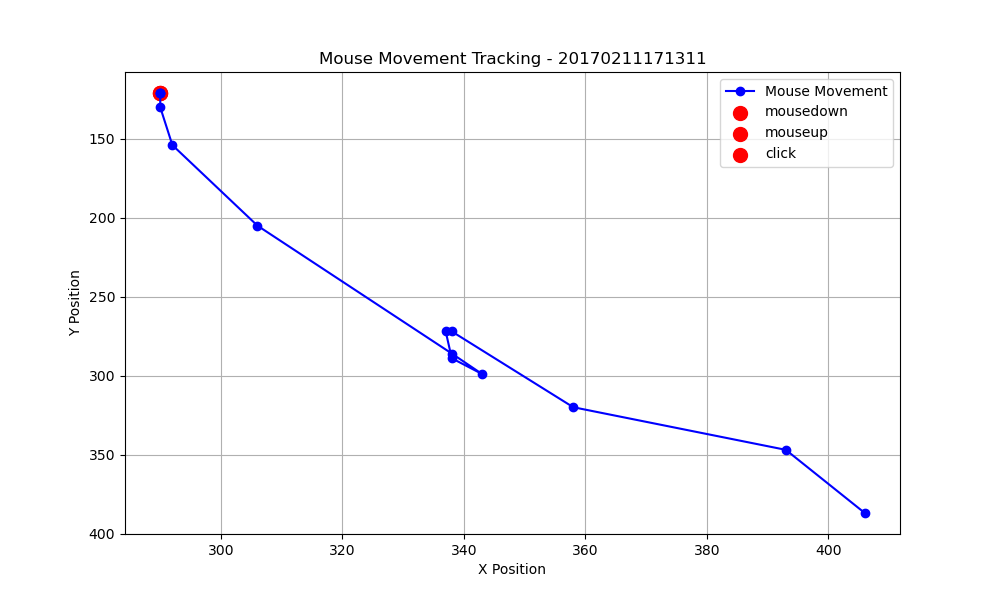 Mouse Movement Tracking - 20170211171311
Mouse Movement
mousedown
mouseup
click
Y Position
150
200
250
300
350
400
300
320
340
360
380
400
X Position